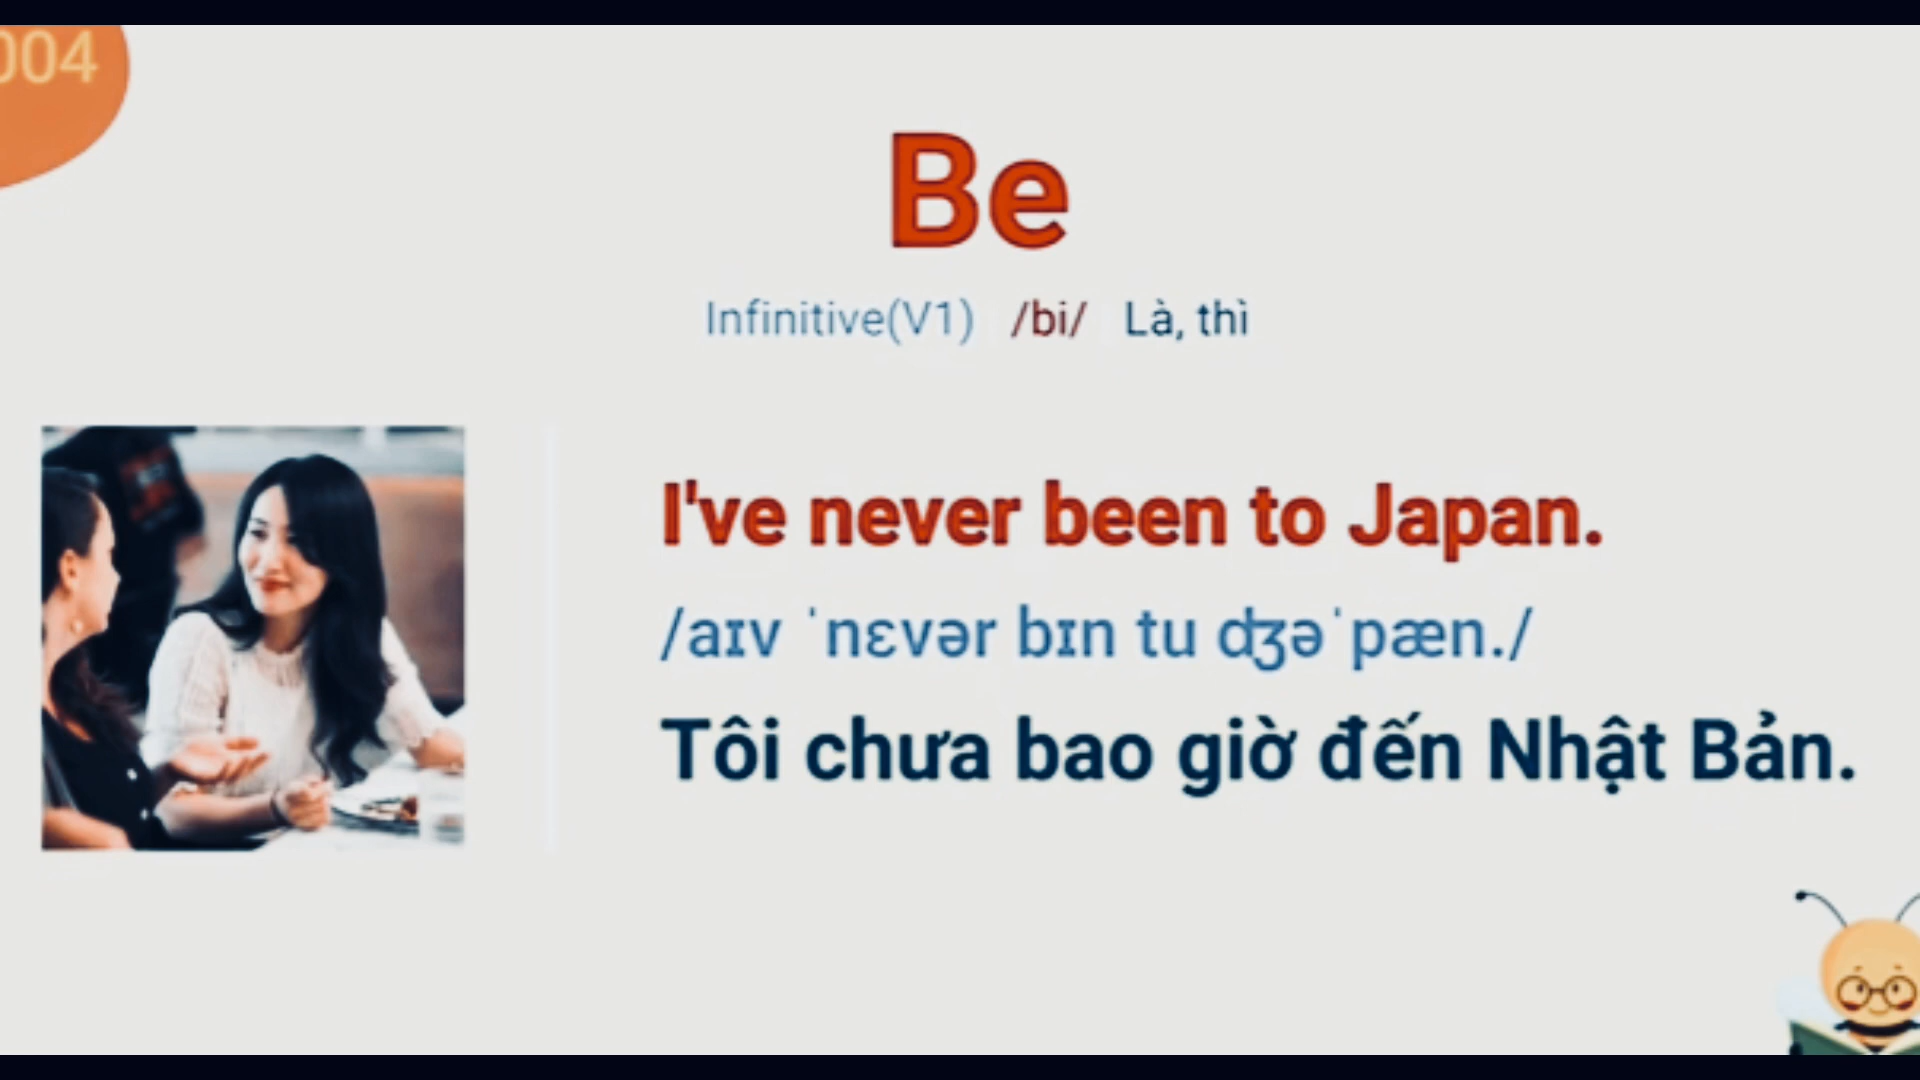 004
Be
Infinitive(V1) /bi/ Là, thì
I've never been to Japan.
/aɪv ˈnɛvər bɪn tu ʤəˈpæn./
Tôi chưa bao giờ đến Nhật Bản.